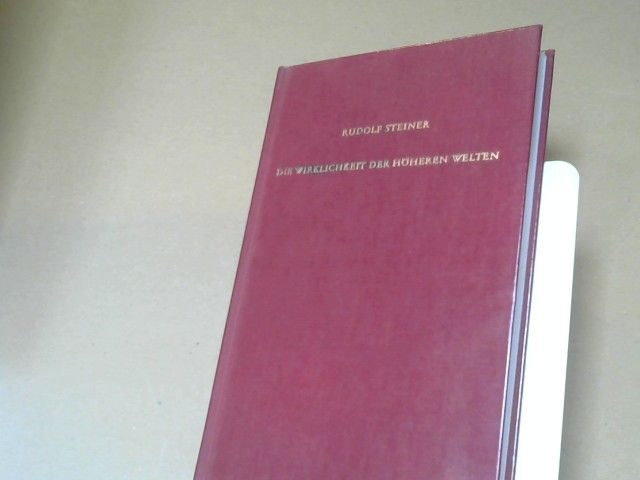 RUDOLF STEINER
DIE WIRKLICHKEIT DER HÖHEREN WELTEN